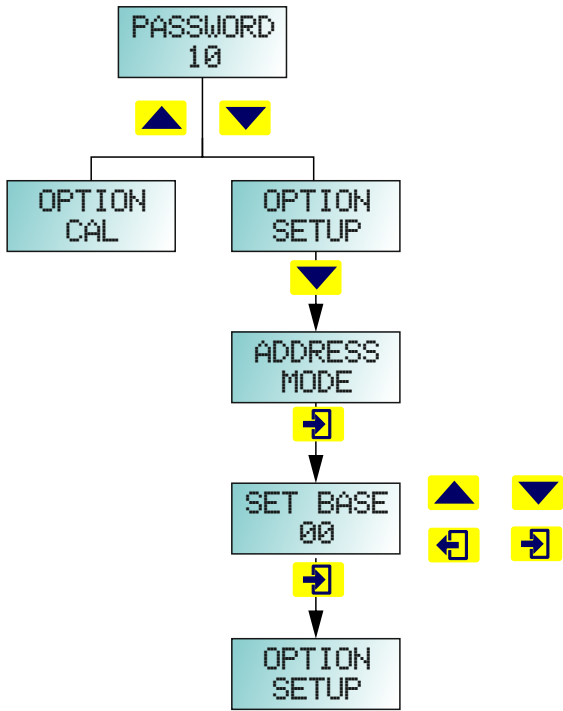 PASSWORD
10
OPTION
CAL
OPTION
SETUP
ADDRESS
MODE
SET BASE
00
OPTION
SETUP